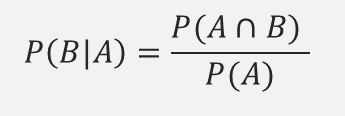 P(B|A) = P(A ∩ B) / P(A)